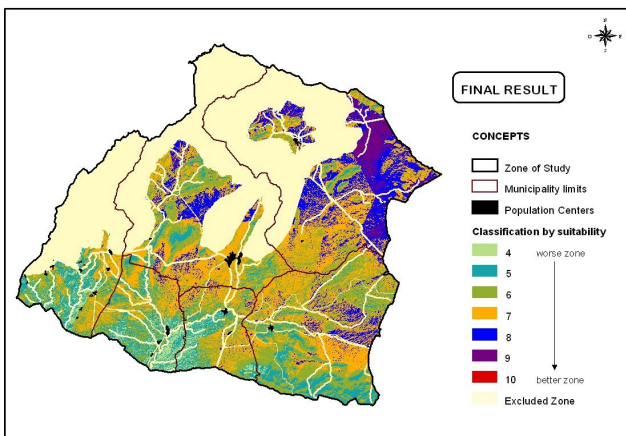 N
O E
S
FINAL RESULT
CONCEPTS
Zone of Study
Municipality limits
Population Centers
Classification by suitability
4 worse zone
5
6
7
8
9
10 better zone
Excluded Zone